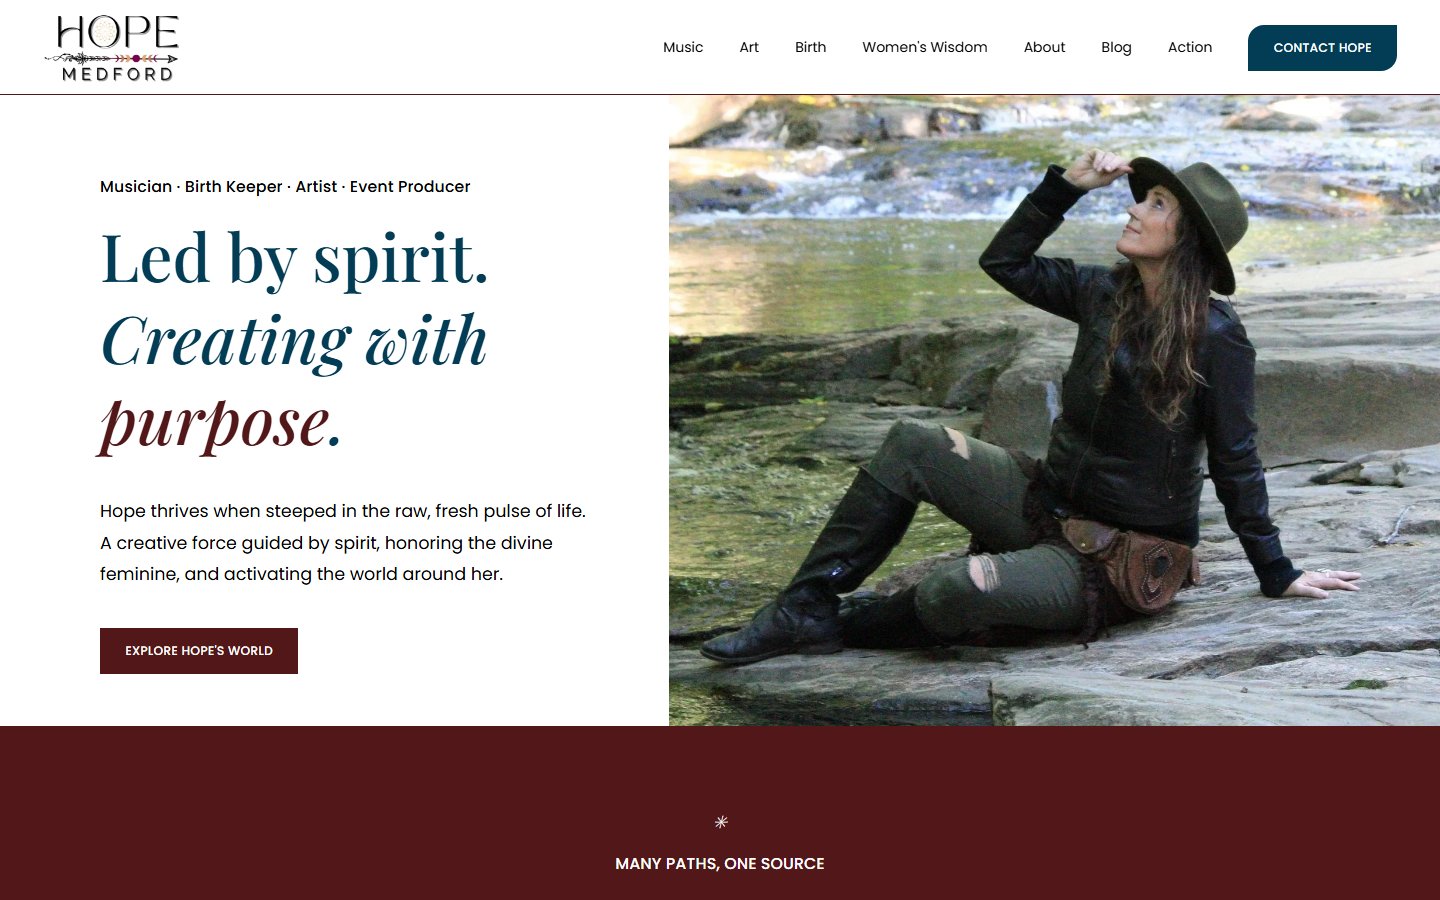 HOPE
MEDFORD
Music
Art
Birth
Women's Wisdom
About
Blog
Action
CONTACT HOPE
Musician · Birth Keeper · Artist · Event Producer
Led by spirit.
Creating with
purpose.
Hope thrives when steeped in the raw, fresh pulse of life.
A creative force guided by spirit, honoring the divine
feminine, and activating the world around her.
EXPLORE HOPE'S WORLD
MANY PATHS, ONE SOURCE